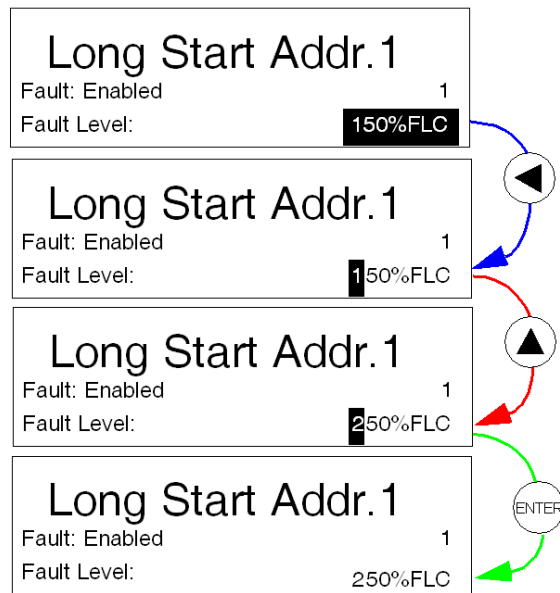 Long Start Addr.1
Fault: Enabled 1
Fault Level: 150%FLC
Long Start Addr.1
Fault: Enabled 1
Fault Level: 150%FLC
Long Start Addr.1
Fault: Enabled 1
Fault Level: 250%FLC
ENTER
Long Start Addr.1
Fault: Enabled 1
Fault Level: 250%FLC